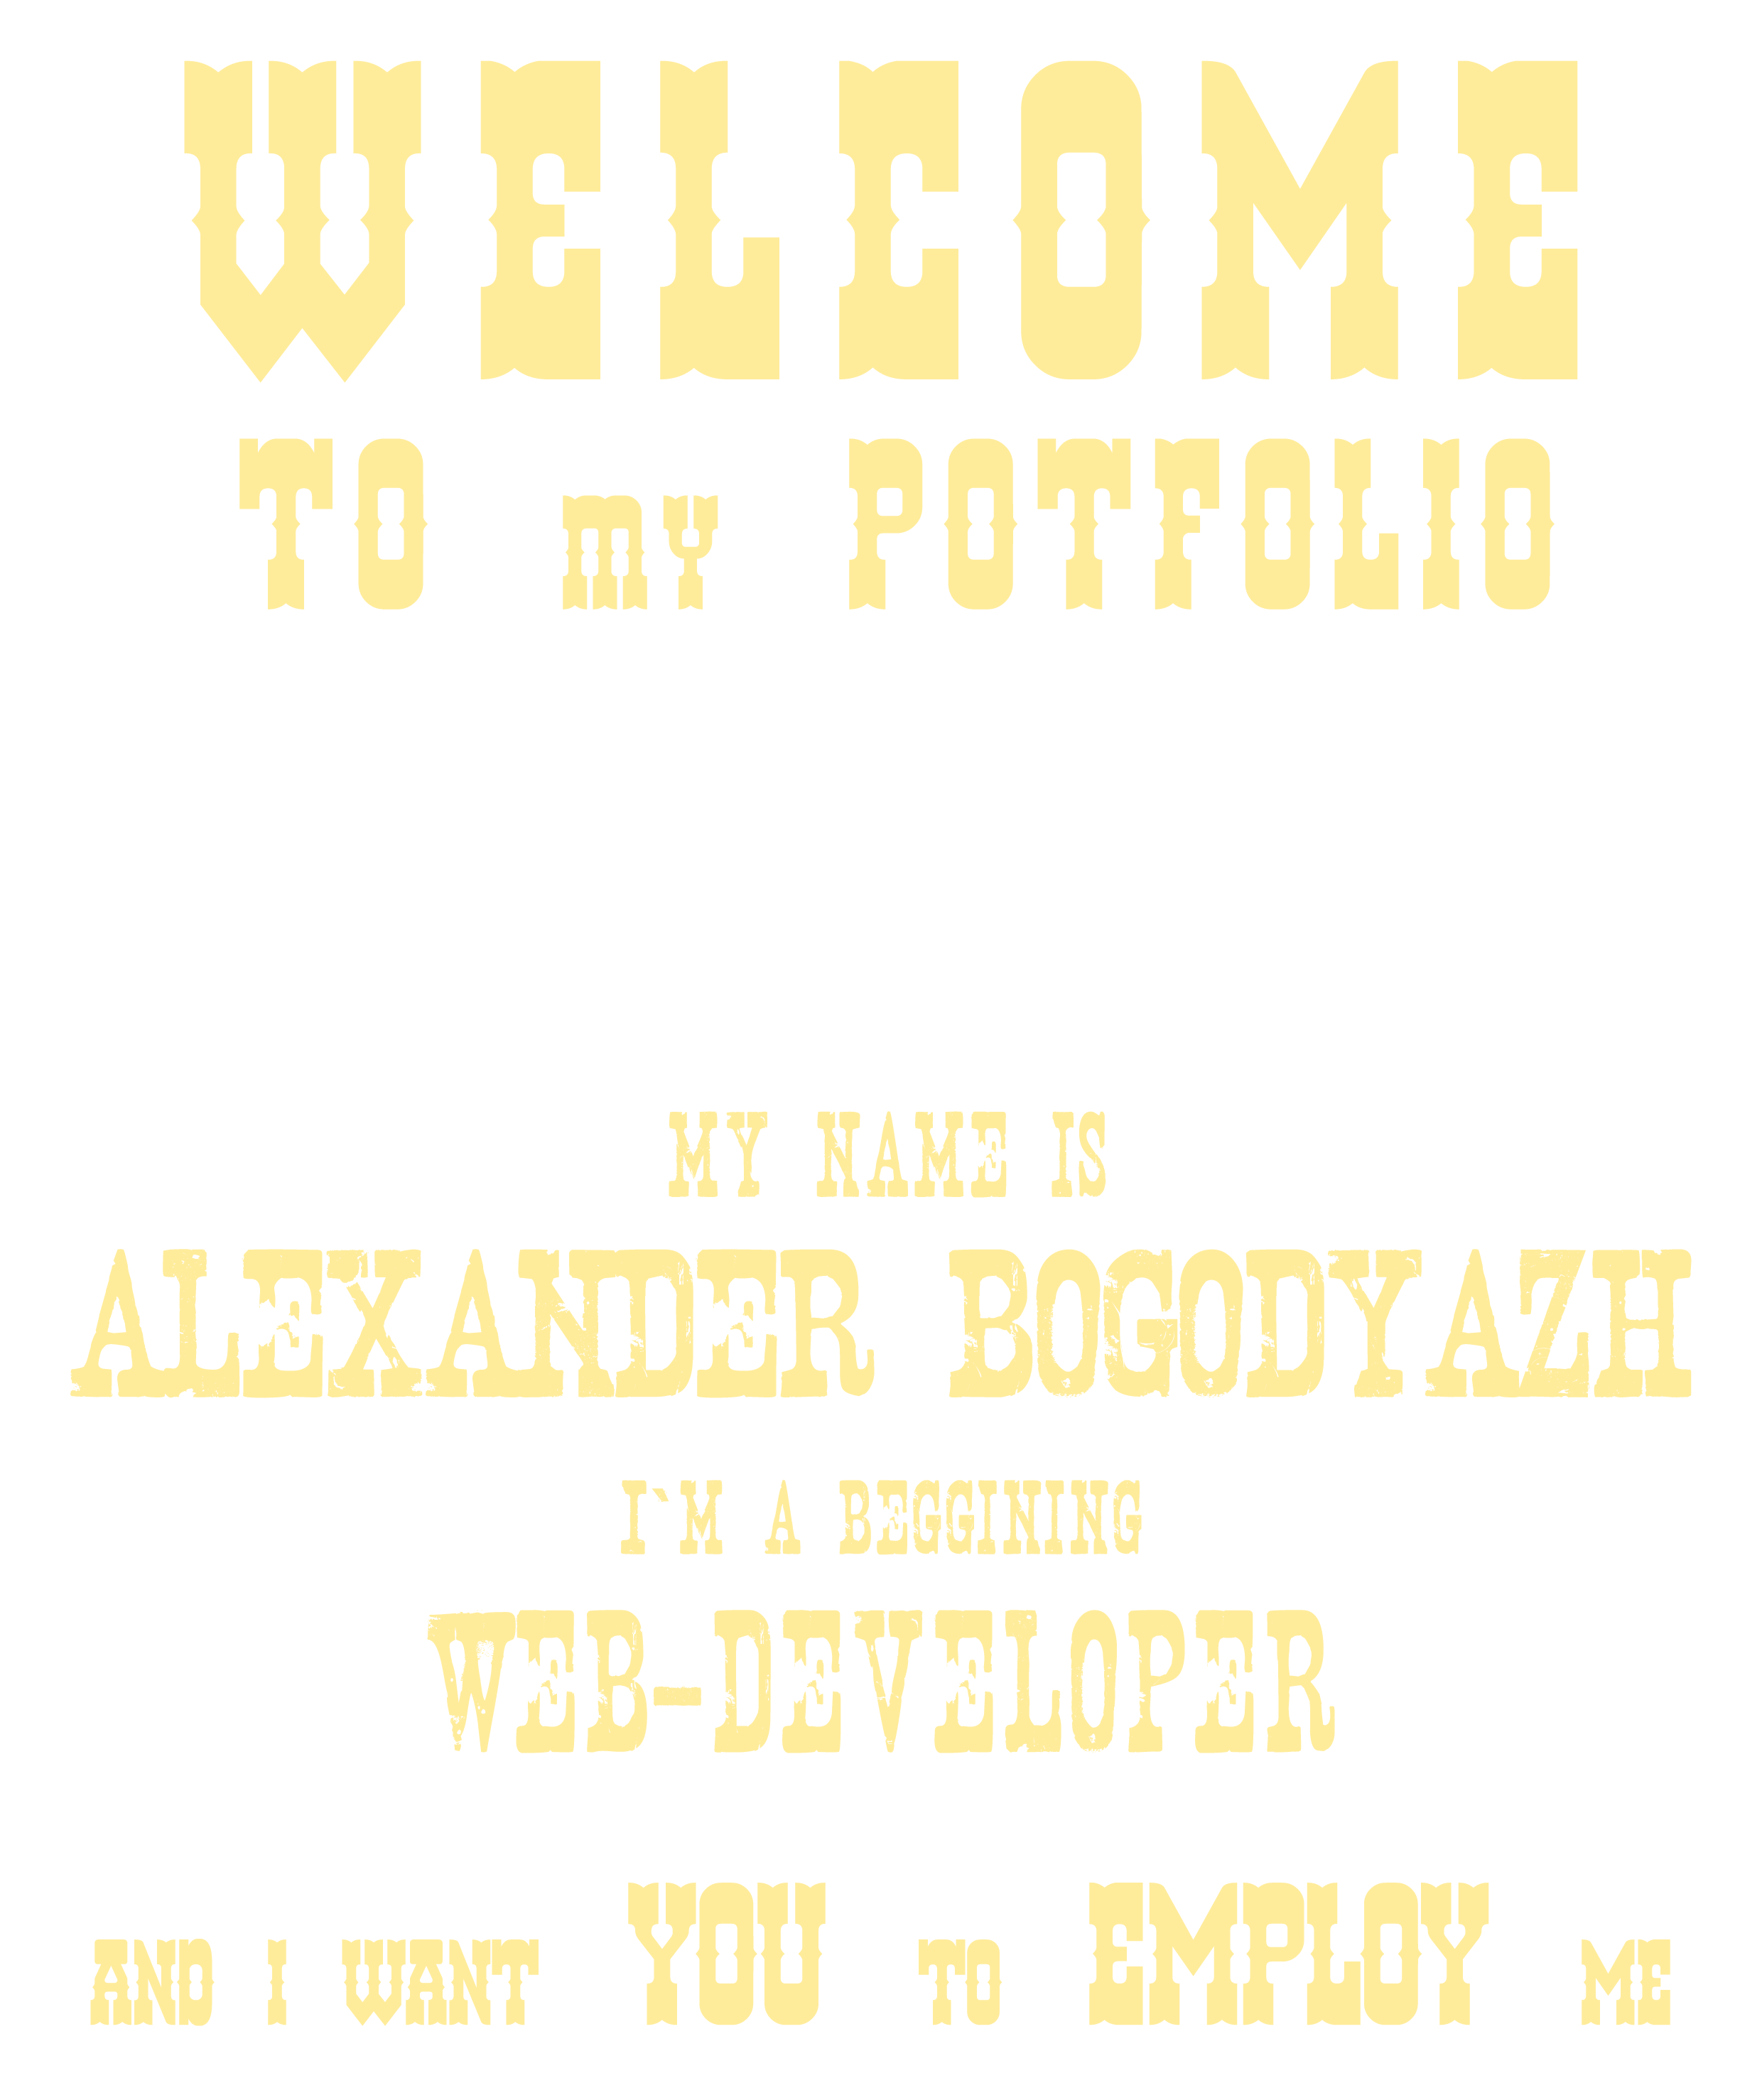 WELCOME
TO my POTFOLIO
MY NAME IS
ALEXANDER BOGODYAZH
I`M A BEGGINING
WEB-DEVELOPER
AND I WANT YOU TO EMPLOY ME